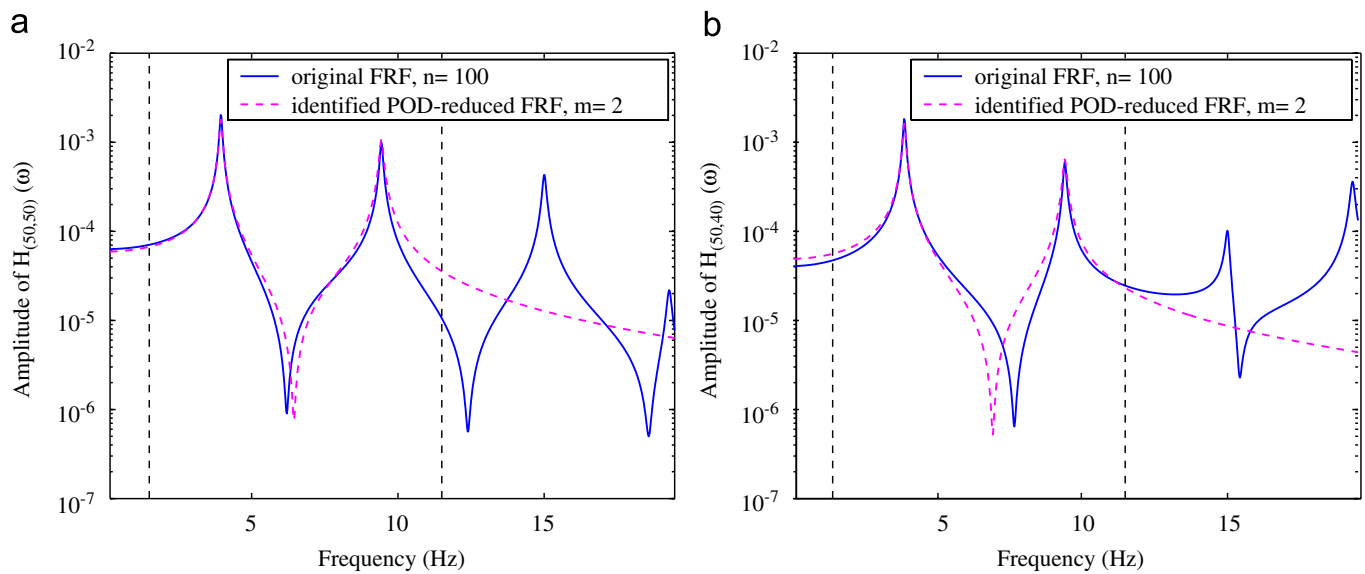 a
10^-2
10^-3
10^-4
10^-5
10^-6
10^-7
Amplitude of H_(50,50) (ω)
original FRF, n= 100
identified POD-reduced FRF, m= 2
5
10
15
Frequency (Hz)
b
10^-2
10^-3
10^-4
10^-5
10^-6
10^-7
Amplitude of H_(50,40) (ω)
original FRF, n= 100
identified POD-reduced FRF, m= 2
5
10
15
Frequency (Hz)